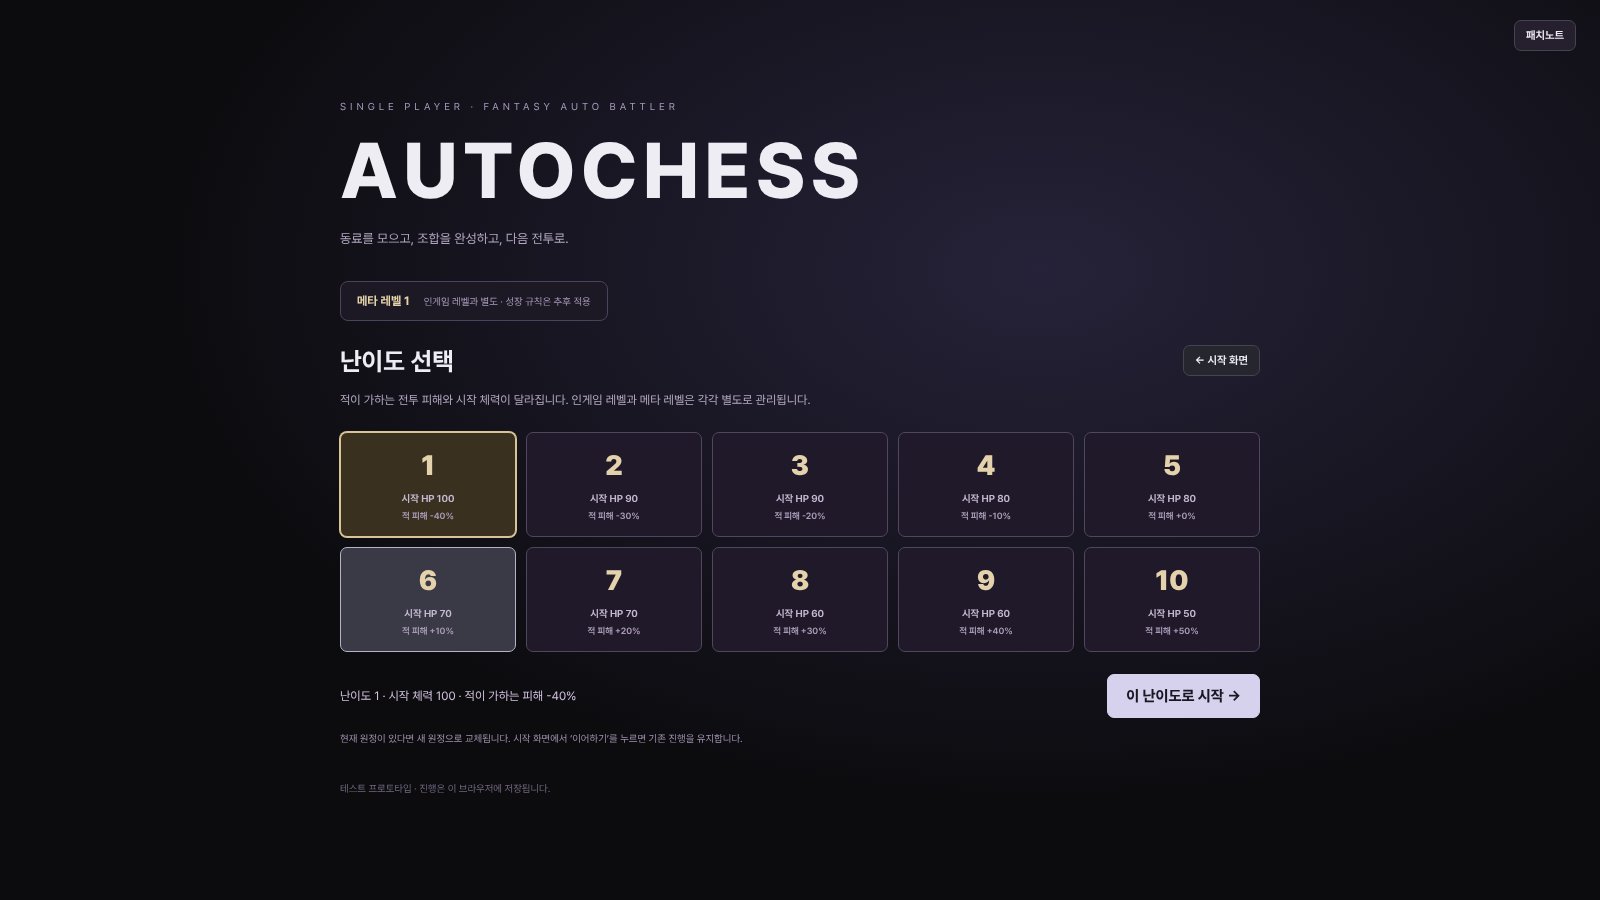 패치노트
SINGLE PLAYER · FANTASY AUTO BATTLER
AUTOCHESS
동료를 모으고, 조합을 완성하고, 다음 전투로.
메타 레벨 1 인게임 레벨과 별도 · 성장 규칙은 추후 적용
난이도 선택
← 시작 화면
적이 가하는 전투 피해와 시작 체력이 달라집니다. 인게임 레벨과 메타 레벨은 각각 별도로 관리됩니다.
1
시작 HP 100
적 피해 -40%
2
시작 HP 90
적 피해 -30%
3
시작 HP 90
적 피해 -20%
4
시작 HP 80
적 피해 -10%
5
시작 HP 80
적 피해 +0%
6
시작 HP 70
적 피해 +10%
7
시작 HP 70
적 피해 +20%
8
시작 HP 60
적 피해 +30%
9
시작 HP 60
적 피해 +40%
10
시작 HP 50
적 피해 +50%
난이도 1 · 시작 체력 100 · 적이 가하는 피해 -40%
이 난이도로 시작 →
현재 원정이 있다면 새 원정으로 교체됩니다. 시작 화면에서 ‘이어하기’를 누르면 기존 진행을 유지합니다.
테스트 프로토타입 · 진행은 이 브라우저에 저장됩니다.